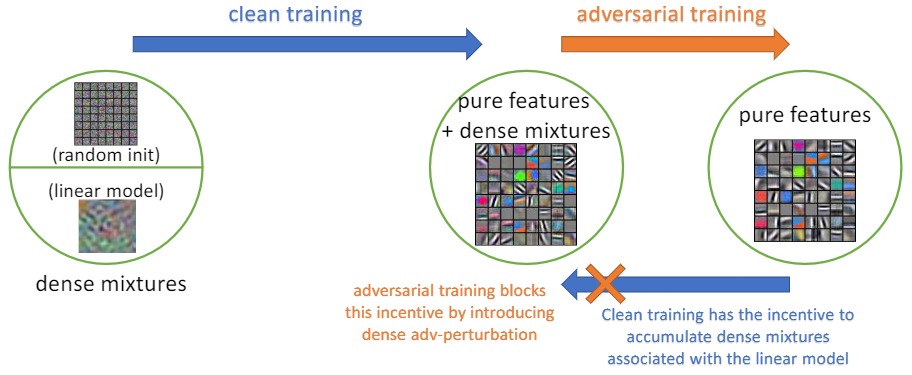 clean training
adversarial training
(random init)
(linear model)
dense mixtures
pure features
+ dense mixtures
pure features
adversarial training blocks
this incentive by introducing
dense adv-perturbation
Clean training has the incentive to
accumulate dense mixtures
associated with the linear model